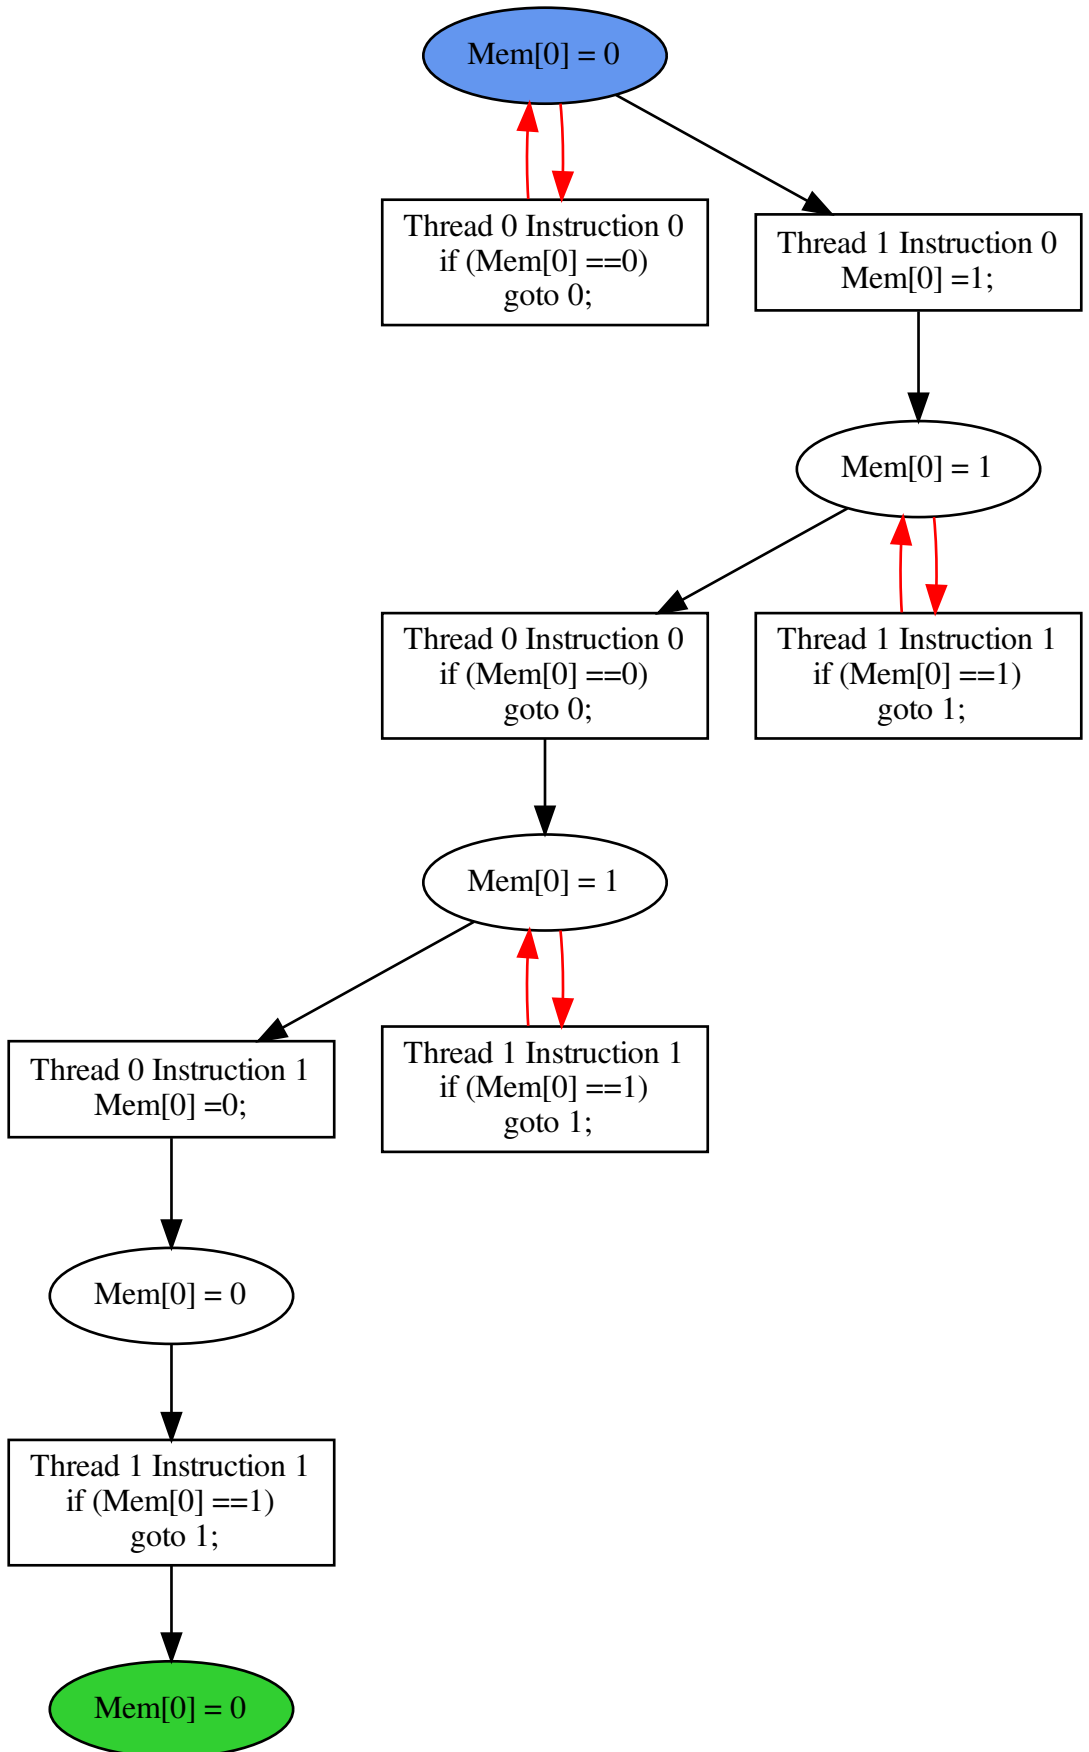 Mem[0] = 0
Thread 0 Instruction 0
if (Mem[0] ==0)
goto 0;
Thread 1 Instruction 0
Mem[0] =1;
Mem[0] = 1
Thread 0 Instruction 0
if (Mem[0] ==0)
goto 0;
Thread 1 Instruction 1
if (Mem[0] ==1)
goto 1;
Mem[0] = 1
Thread 0 Instruction 1
Mem[0] =0;
Thread 1 Instruction 1
if (Mem[0] ==1)
goto 1;
Mem[0] = 0
Thread 1 Instruction 1
if (Mem[0] ==1)
goto 1;
Mem[0] = 0